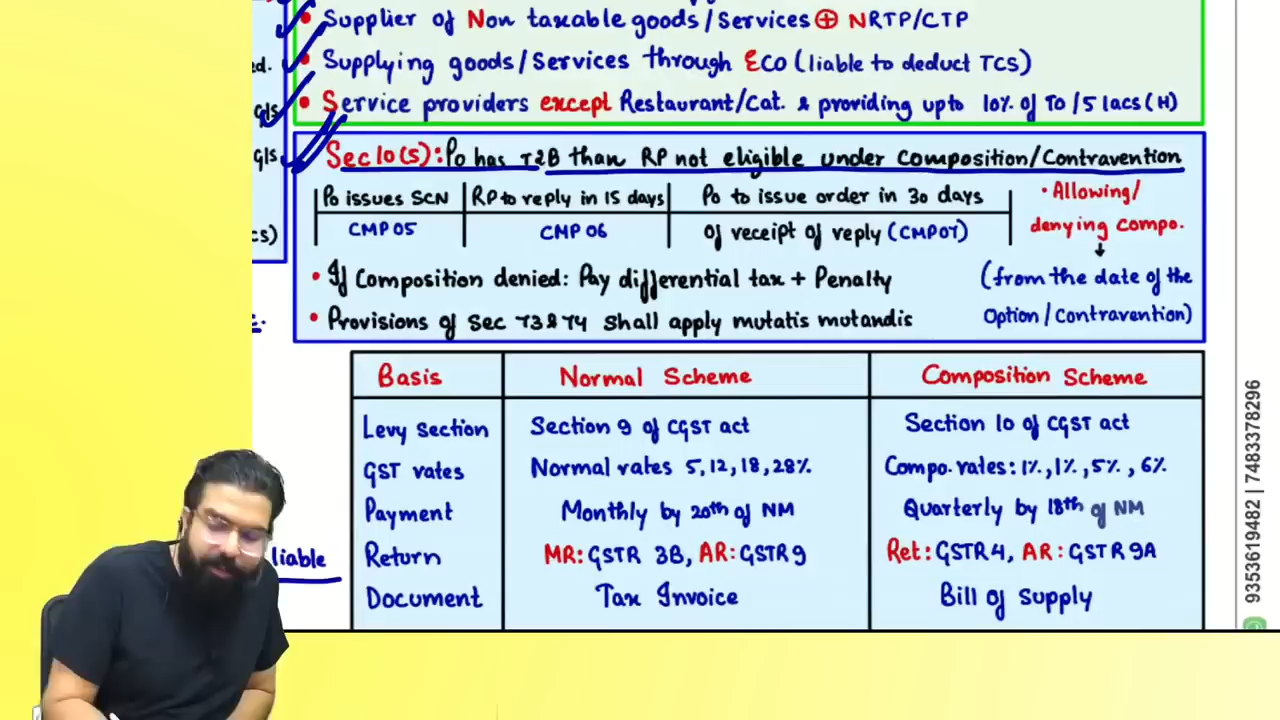 • Supplier of Non taxable goods/Services ⊕ NRTP/CTP
ed.
• Supplying goods/Services through ECO (liable to deduct TCS)
G/S
• Service providers except Restaurant/Cat. & providing upto 10% of TO/5 lacs (H)
G/S
Sec 10(5): PO has R2B than RP not eligible under composition/Contravention
PO issues SCN | RP to reply in 15 days | PO to issue order in 30 days
CMP 05 | CMP 06 | of receipt of reply (CMP07)
cs)
• Allowing/
denying compo.
↓
(from the date of the
Option/Contravention)
• If Composition denied: Pay differential tax + Penalty
• Provisions of Sec 73 & 74 shall apply mutatis mutandis
Basis | Normal Scheme | Composition Scheme
Levy section | Section 9 of CGST act | Section 10 of CGST act
GST rates | Normal rates 5, 12, 18, 28% | Compo. rates: 1%, 1%, 5%, 6%
Payment | Monthly by 20th of NM | Quarterly by 18th of NM
liable
Return | MR: GSTR 3B, AR: GSTR 9 | Ret: GSTR 4, AR: GSTR 9A
Document | Tax Invoice | Bill of supply
9353619482 | 7483378296